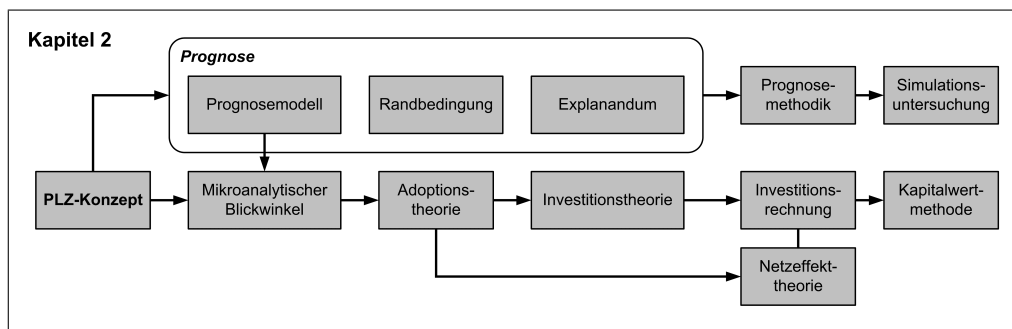 Kapitel 2
Prognose
Prognosemodell
Randbedingung
Explanandum
Prognose-
methodik
Simulations-
untersuchung
PLZ-Konzept
Mikroanalytischer
Blickwinkel
Adoptions-
theorie
Investitionstheorie
Investitions-
rechnung
Kapitalwert-
methode
Netzeffekt-
theorie